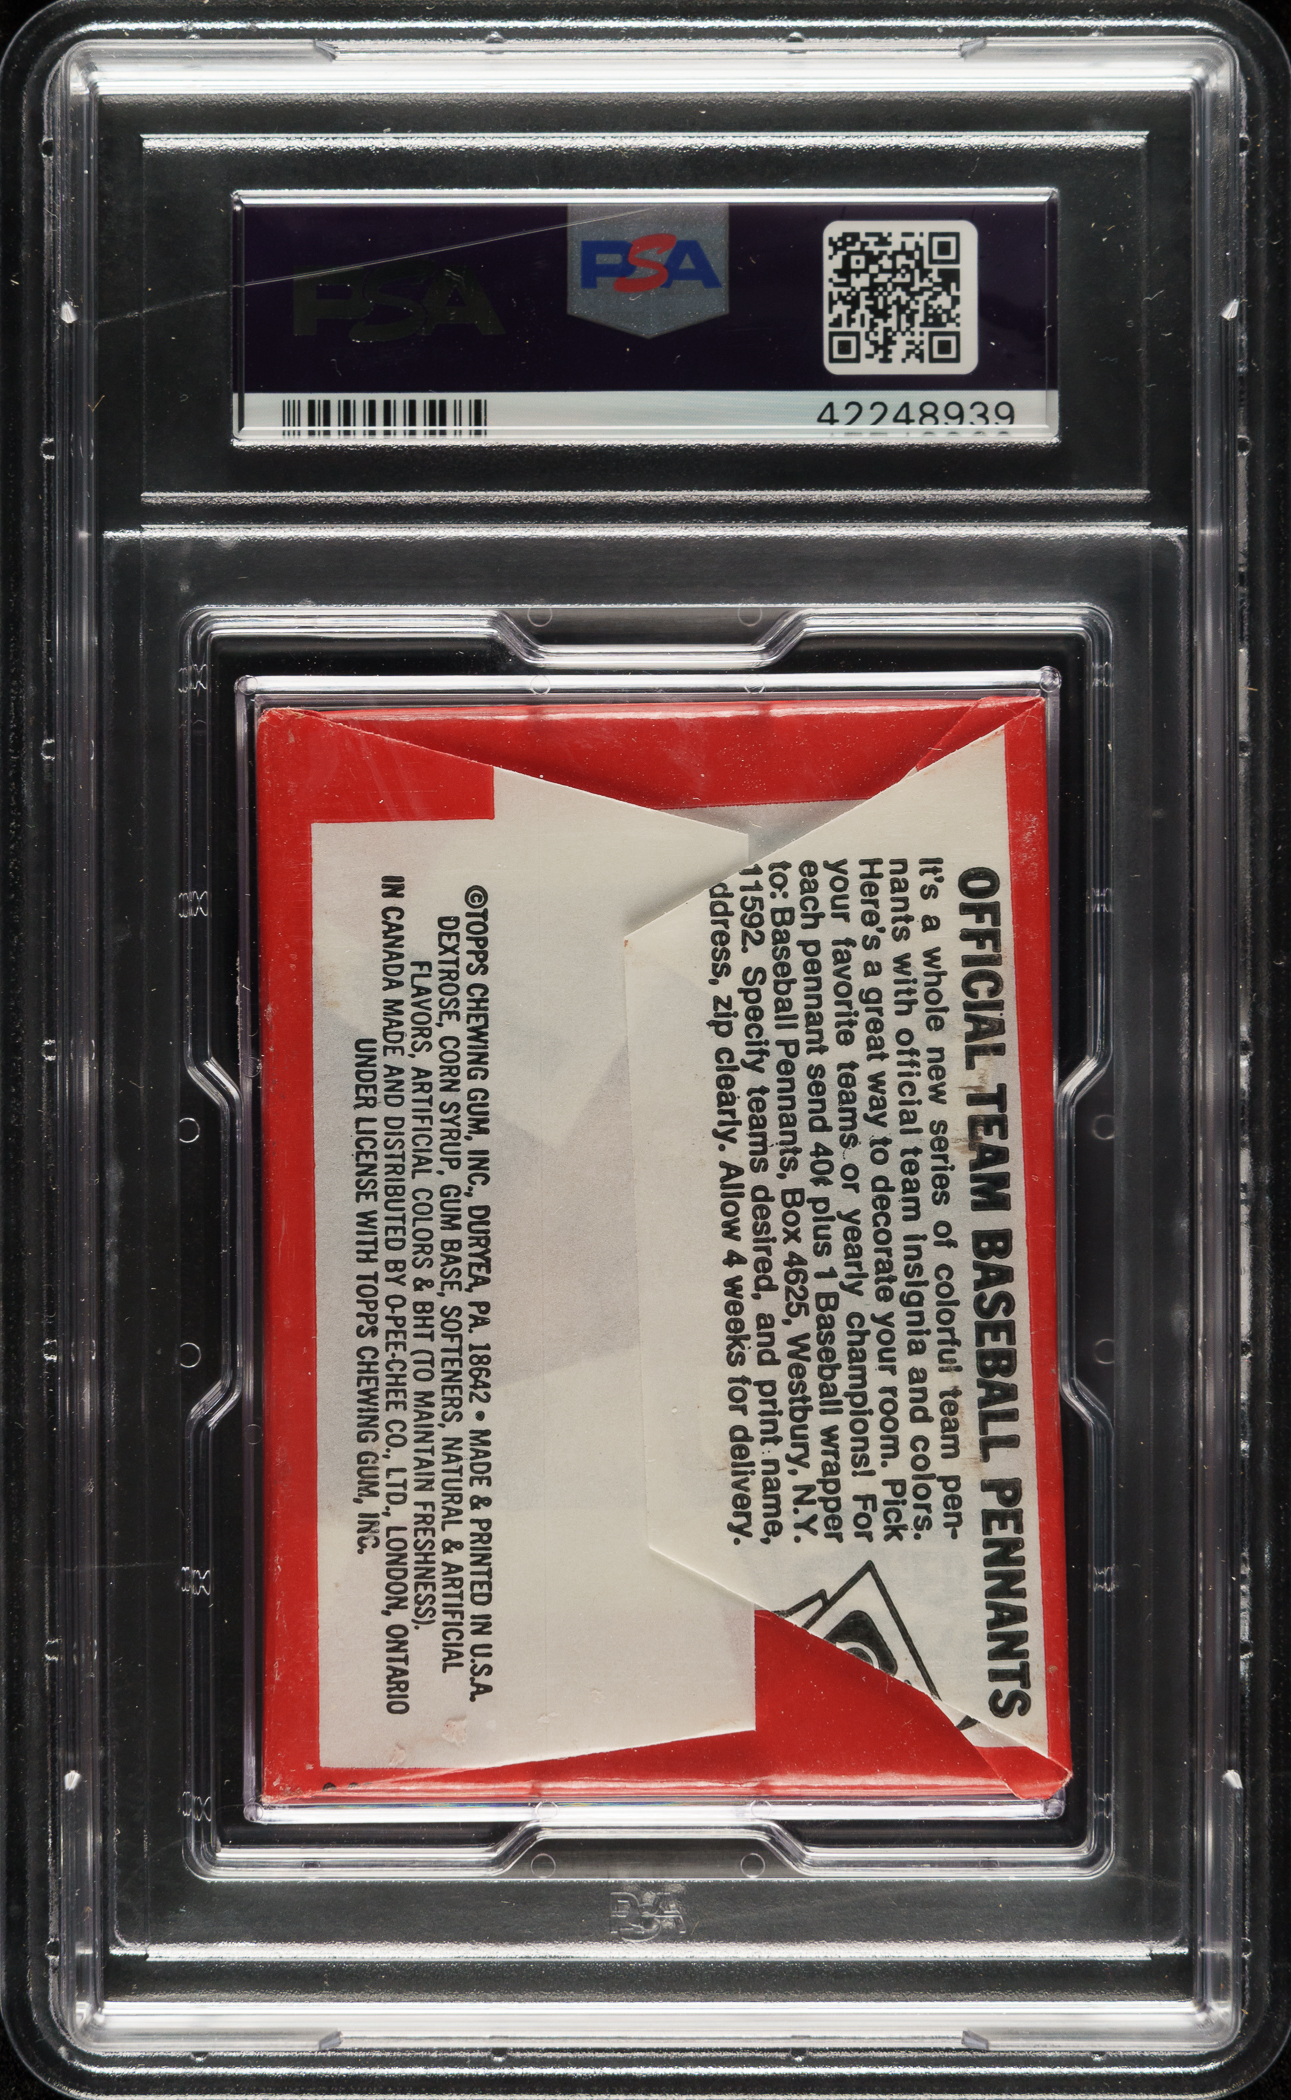 PSA
PSA
42248939
OFFICIAL TEAM BASEBALL PENNANTS
It's a whole new series of colorful team pen-
nants with official team insignia and colors.
Here's a great way to decorate your room. Pick
your favorite teams or yearly champions! For
each pennant send 40¢ plus 1 Baseball wrapper
to: Baseball Pennants, Box 4625, Westbury, N.Y.
11592. Specify teams desired, and print name,
ddress, zip clearly. Allow 4 weeks for delivery.
©TOPPS CHEWING GUM, INC., DURYEA, PA. 18642 • MADE & PRINTED IN U.S.A.
DEXTROSE, CORN SYRUP, GUM BASE, SOFTENERS, NATURAL & ARTIFICIAL
FLAVORS, ARTIFICIAL COLORS & BHT (TO MAINTAIN FRESHNESS).
IN CANADA MADE AND DISTRIBUTED BY O-PEE-CHEE CO., LTD., LONDON, ONTARIO
UNDER LICENSE WITH TOPPS CHEWING GUM, INC.
PSA